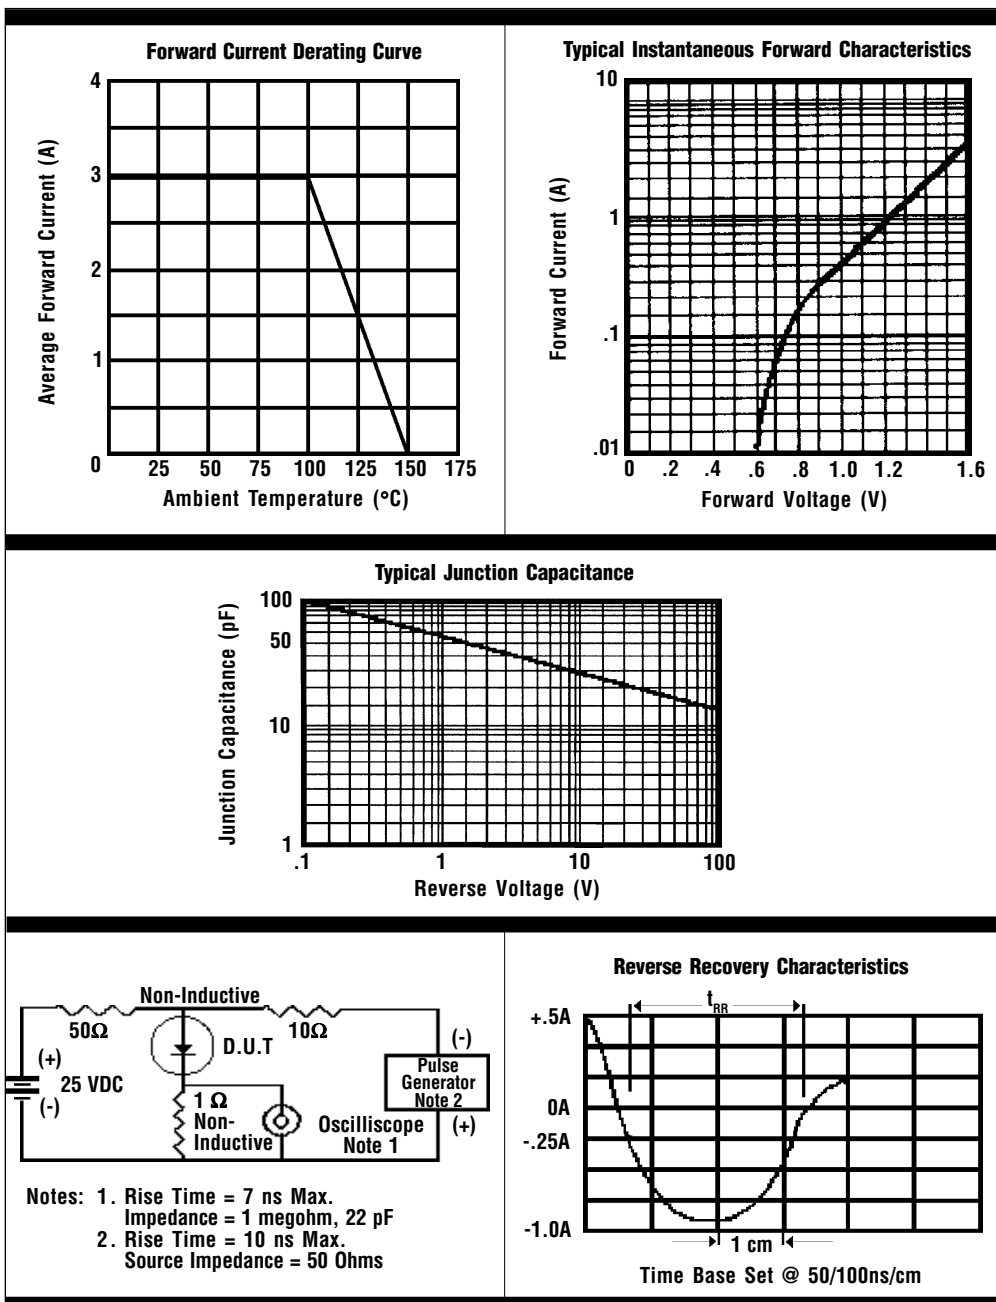 Forward Current Derating Curve
Average Forward Current (A)
4
3
2
1
0
25 50 75 100 125 150 175
Ambient Temperature (°C)
Typical Instantaneous Forward Characteristics
Forward Current (A)
10
1
.1
.01
0 .2 .4 .6 .8 1.0 1.2 1.6
Forward Voltage (V)
Typical Junction Capacitance
Junction Capacitance (pF)
100
50
10
1
.1 1 10 100
Reverse Voltage (V)
Non-Inductive
50Ω
10Ω
D.U.T
(+)
25 VDC
(-)
1 Ω
Non-
Inductive
Oscilliscope
Note 1
(-)
Pulse
Generator
Note 2
(+)
Notes: 1. Rise Time = 7 ns Max.
Impedance = 1 megohm, 22 pF
2. Rise Time = 10 ns Max.
Source Impedance = 50 Ohms
Reverse Recovery Characteristics
tRR
+.5A
0A
-.25A
-1.0A
1 cm
Time Base Set @ 50/100ns/cm